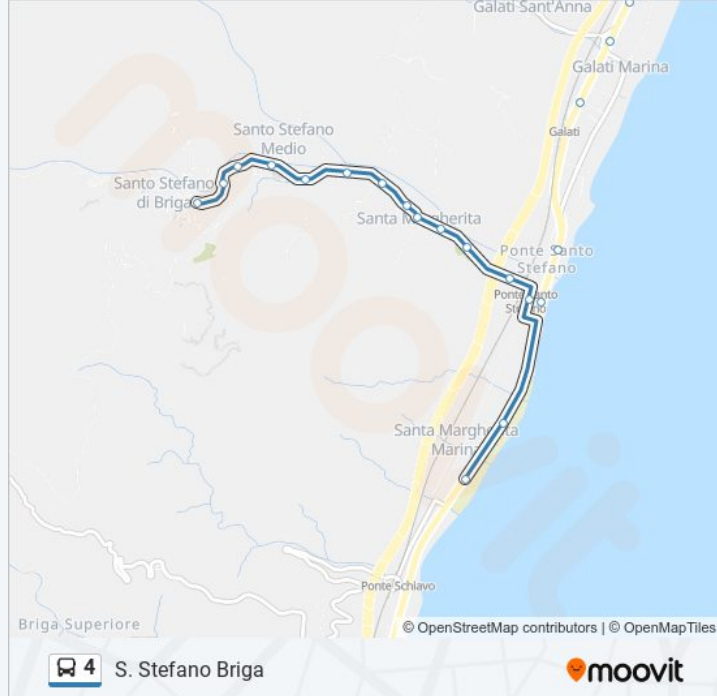 Galati Sant'Anna
Galati Marina
Galati
Santo Stefano
Medio
Santo Stefano
di Briga
Santa Margherita
Ponte Santo
Stefano
Ponte Santo
Stefano
Santa Margherita
Marina
Ponte Schiavo
Briga Superiore
© OpenStreetMap contributors | © OpenMapTiles
4 S. Stefano Briga
moovit
moovit